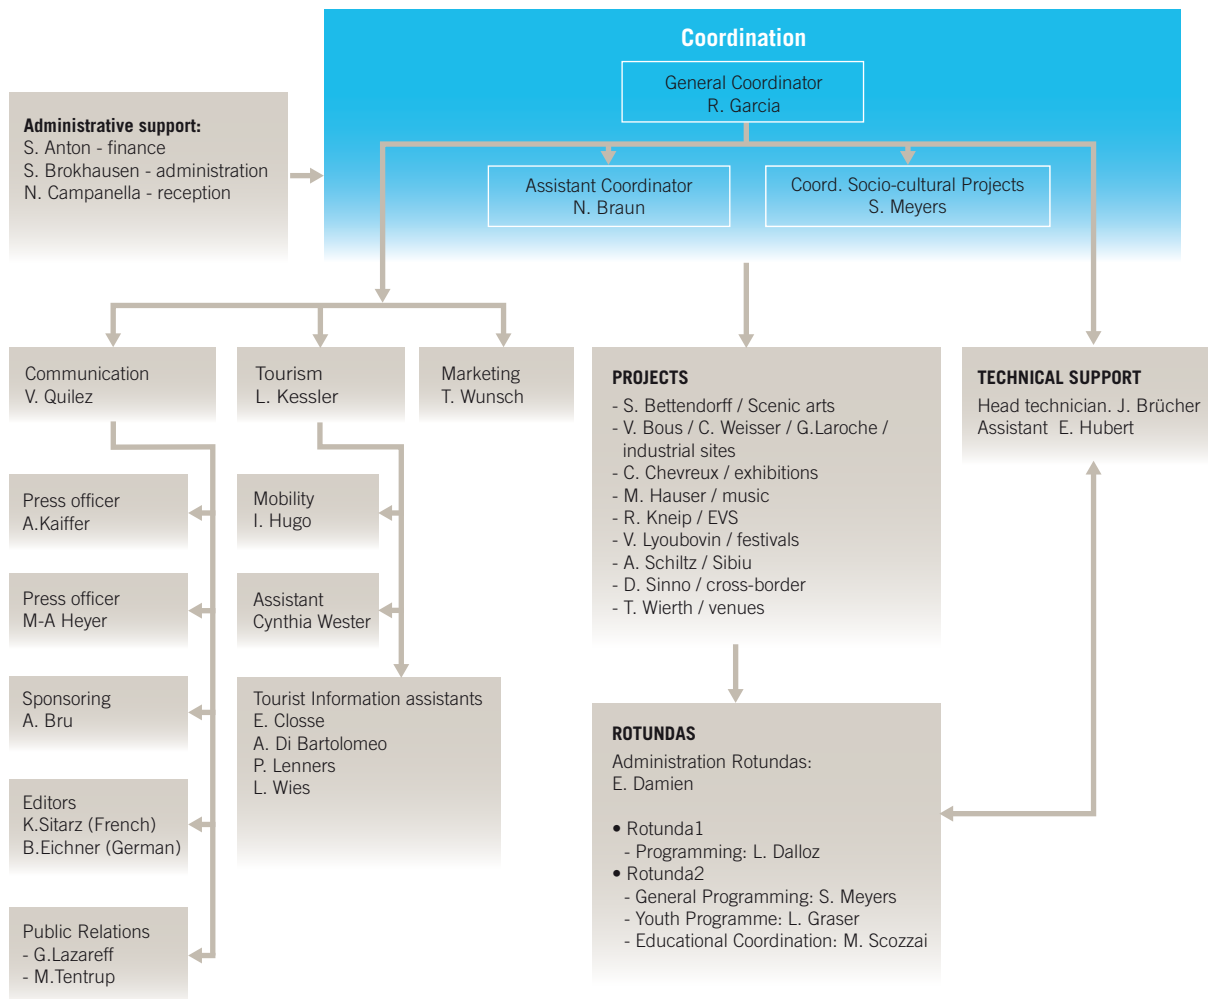 Coordination
General Coordinator
R. Garcia
Administrative support:
S. Anton - finance
S. Brokhausen - administration
N. Campanella - reception
Assistant Coordinator
N. Braun
Coord. Socio-cultural Projects
S. Meyers
Communication
V. Quilez
Tourism
L. Kessler
Marketing
T. Wunsch
Press officer
A.Kaiffer
Press officer
M-A Heyer
Sponsoring
A. Bru
Editors
K.Sitarz (French)
B.Eichner (German)
Public Relations
- G.Lazareff
- M.Tentrup
Mobility
I. Hugo
Assistant
Cynthia Wester
Tourist Information assistants
E. Closse
A. Di Bartolomeo
P. Lenners
L. Wies
PROJECTS
- S. Bettendorff / Scenic arts
- V. Bous / C. Weisser / G.Laroche /
industrial sites
- C. Chevreux / exhibitions
- M. Hauser / music
- R. Kneip / EVS
- V. Lyoubovin / festivals
- A. Schiltz / Sibiu
- D. Sinno / cross-border
- T. Wierth / venues
ROTUNDAS
Administration Rotundas:
E. Damien
• Rotunda1
- Programming: L. Dalloz
• Rotunda2
- General Programming: S. Meyers
- Youth Programme: L. Graser
- Educational Coordination: M. Scozzai
TECHNICAL SUPPORT
Head technician. J. Brücher
Assistant  E. Hubert